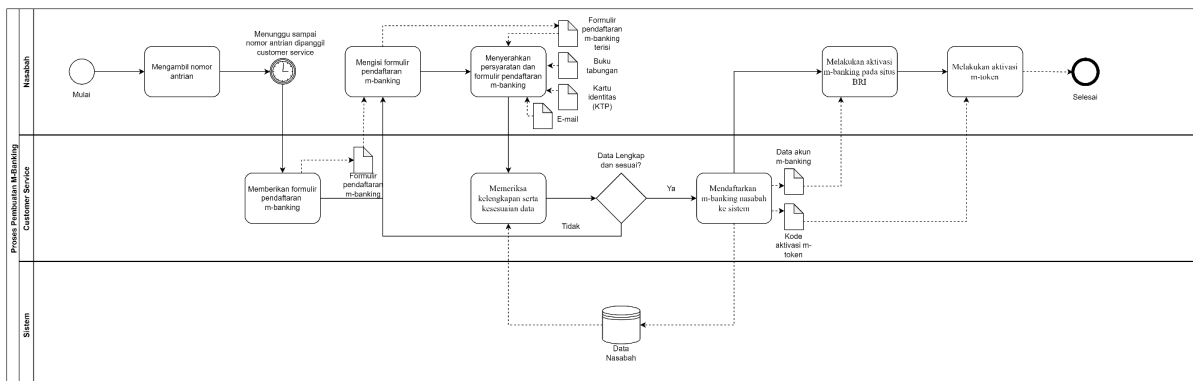 Proses Pembuatan M-Banking
Nasabah
Mulai
Mengambil nomor
antrian
Menunggu sampai
nomor antrian dipanggil
customer service
Mengisi formulir
pendaftaran
m-banking
Menyerahkan
persyaratan dan
formulir pendaftaran
m-banking
Formulir
pendaftaran
m-banking
terisi
Buku
tabungan
Kartu
identitas
(KTP)
E-mail
Melakukan aktivasi
m-banking pada situs
BRI
Melakukan aktivasi
m-token
Selesai
Customer Service
Memberikan formulir
pendaftaran
m-banking
Formulir
pendaftaran
m-banking
Memeriksa
kelengkapan serta
kesesuaian data
Data Lengkap
dan sesuai?
Ya
Tidak
Mendaftarkan
m-banking nasabah
ke sistem
Data akun
m-banking
Kode
aktivasi m-
token
Sistem
Data
Nasabah